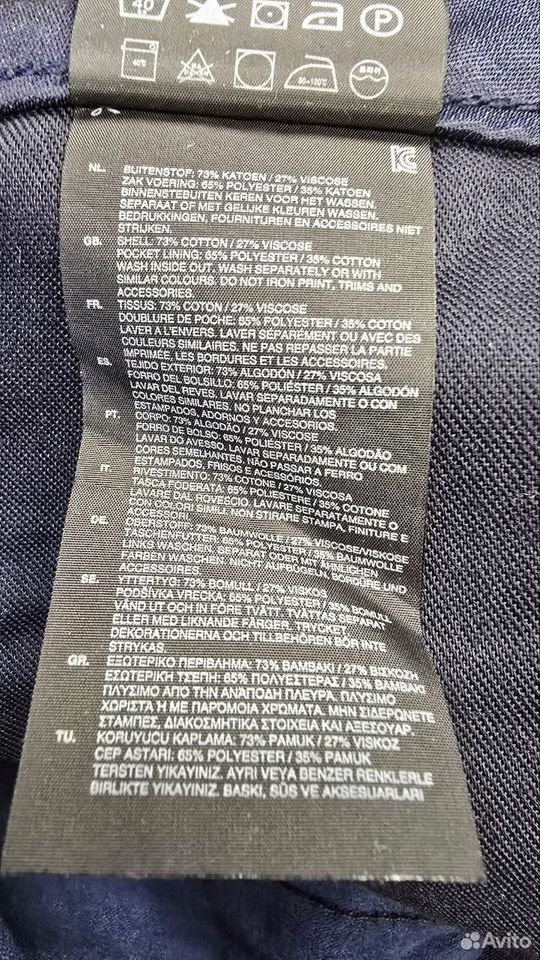 40
P
40°C
80~120°C
NL. BUITENSTOF: 73% KATOEN / 27% VISCOSE
ZAK VOERING: 65% POLYESTER / 35% KATOEN
BINNENSTEBUITEN KEREN VOOR HET WASSEN.
SEPARAAT OF MET GELIJKE KLEUREN WASSEN.
BEDRUKKINGEN, FOURNITUREN EN ACCESSOIRES NIET
STRIJKEN.
GB. SHELL: 73% COTTON / 27% VISCOSE
POCKET LINING: 65% POLYESTER / 35% COTTON
WASH INSIDE OUT. WASH SEPARATELY OR WITH
SIMILAR COLOURS. DO NOT IRON PRINT, TRIMS AND
ACCESSORIES.
FR. TISSUS: 73% COTON / 27% VISCOSE
DOUBLURE DE POCHE: 65% POLYESTER / 35% COTON
LAVER A L'ENVERS. LAVER SÉPARÉMENT OU AVEC DES
COULEURS SIMILAIRES. NE PAS REPASSER LA PARTIE
IMPRIMÉE, LES BORDURES ET LES ACCESSOIRES.
ES. TEJIDO EXTERIOR: 73% ALGODÓN / 27% VISCOSA
FORRO DEL BOLSILLO: 65% POLIÉSTER / 35% ALGODÓN
LAVAR DEL REVES. LAVAR SEPARADAMENTE O CON
COLORES SIMILARES. NO PLANCHAR LOS
ESTAMPADOS, ADORNOS Y ACCESORIOS.
PT. CORPO: 73% ALGODÃO / 27% VISCOSE
FORRO DE BOLSO: 65% POLIÉSTER / 35% ALGODÃO
LAVAR DO AVESSO. LAVAR SEPARADAMENTE OU COM
CORES SEMELHANTES. NÃO PASSAR A FERRO
ESTAMPADOS, FRISOS E ACESSÓRIOS.
IT. RIVESTIMENTO: 73% COTONE / 27% VISCOSA
TASCA FODERATA: 65% POLIESTERE / 35% COTONE
LAVARE DAL ROVESCIO. LAVARE SEPARATAMENTE O
CON COLORI SIMILI. NON STIRARE STAMPA, FINITURE E
ACCESSORI.
DE. OBERSTOFF: 73% BAUMWOLLE / 27% VISCOSE/VISKOSE
TASCHENFUTTER: 65% POLYESTER / 35% BAUMWOLLE
LINKS WASCHEN. SEPARAT ODER MIT ÄHNLICHEN
FARBEN WASCHEN. NICHT AUFBÜGELN, BORDÜRE UND
ACCESSOIRES.
SE. YTTERTYG: 73% BOMULL / 27% VISKOS
PODŠÍVKA VRECKA: 65% POLYESTER / 35% BOMULL
VÄND UT OCH IN FÖRE TVÄTT. TVÄTTAS SEPARAT
ELLER MED LIKNANDE FÄRGER. TRYCKET,
DEKORATIONERNA OCH TILLBEHÖREN BÖR INTE
STRYKAS.
GR. ΕΞΩΤΕΡΙΚΟ ΠΕΡΙΒΛΗΜΑ: 73% ΒΑΜΒΑΚΙ / 27% ΒΙΣΚΟΖΗ
ΕΣΩΤΕΡΙΚΗ ΤΣΕΠΗ: 65% ΠΟΛΥΕΣΤΕΡΑΣ / 35% ΒΑΜΒΑΚΙ
ΠΛΥΣΙΜΟ ΑΠΟ ΤΗΝ ΑΝΑΠΟΔΗ ΠΛΕΥΡΑ. ΠΛΥΣΙΜΟ
ΧΩΡΙΣΤΑ Ή ΜΕ ΠΑΡΟΜΟΙΑ ΧΡΩΜΑΤΑ. ΜΗΝ ΣΙΔΕΡΩΝΕΤΕ
ΣΤΑΜΠΕΣ, ΔΙΑΚΟΣΜΗΤΙΚΑ ΣΤΟΙΧΕΙΑ ΚΑΙ ΑΞΕΣΟΥΑΡ.
TU. KORUYUCU KAPLAMA: 73% PAMUK / 27% VISKOZ
CEP ASTARI: 65% POLYESTER / 35% PAMUK
TERSTEN YIKAYINIZ. AYRI VEYA BENZER RENKLERLE
BIRLIKTE YIKAYINIZ. BASKI, SÜS VE AKSESUARLARI
Avito